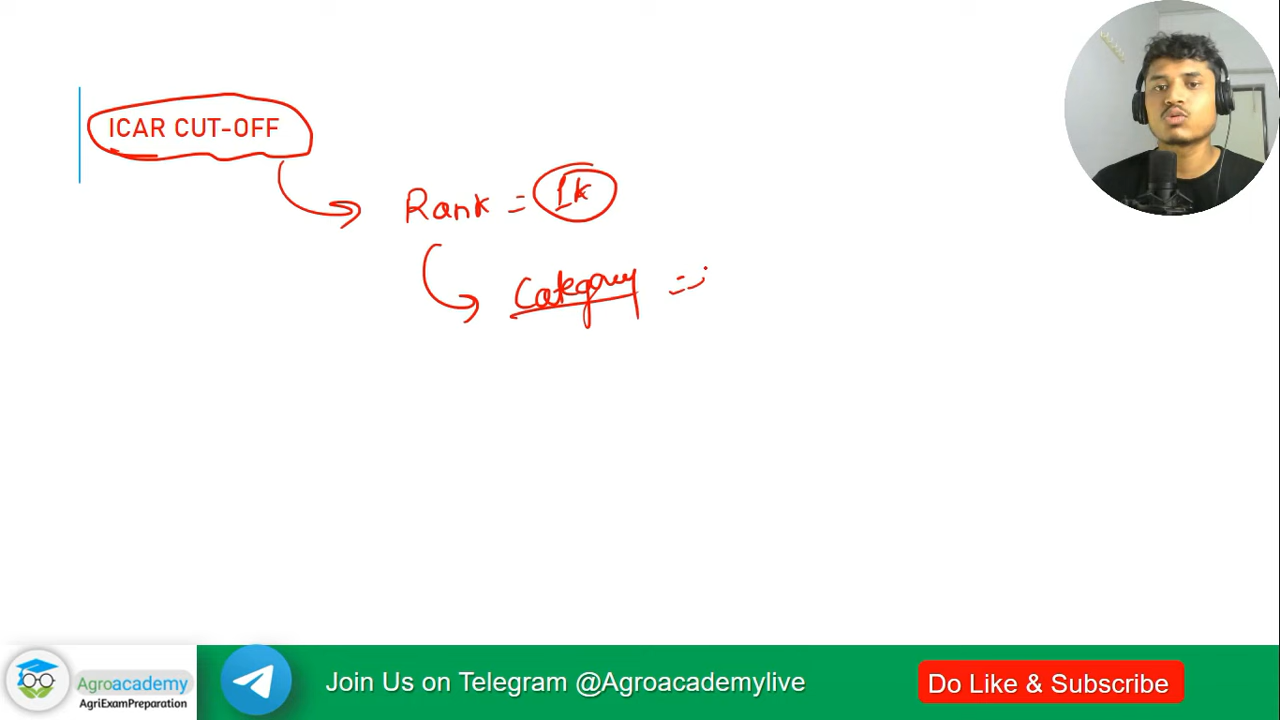 ICAR CUT-OFF
Rank = 1k
Category =
Agroacademy
AgriExamPreparation
Join Us on Telegram @Agroacademylive
Do Like & Subscribe